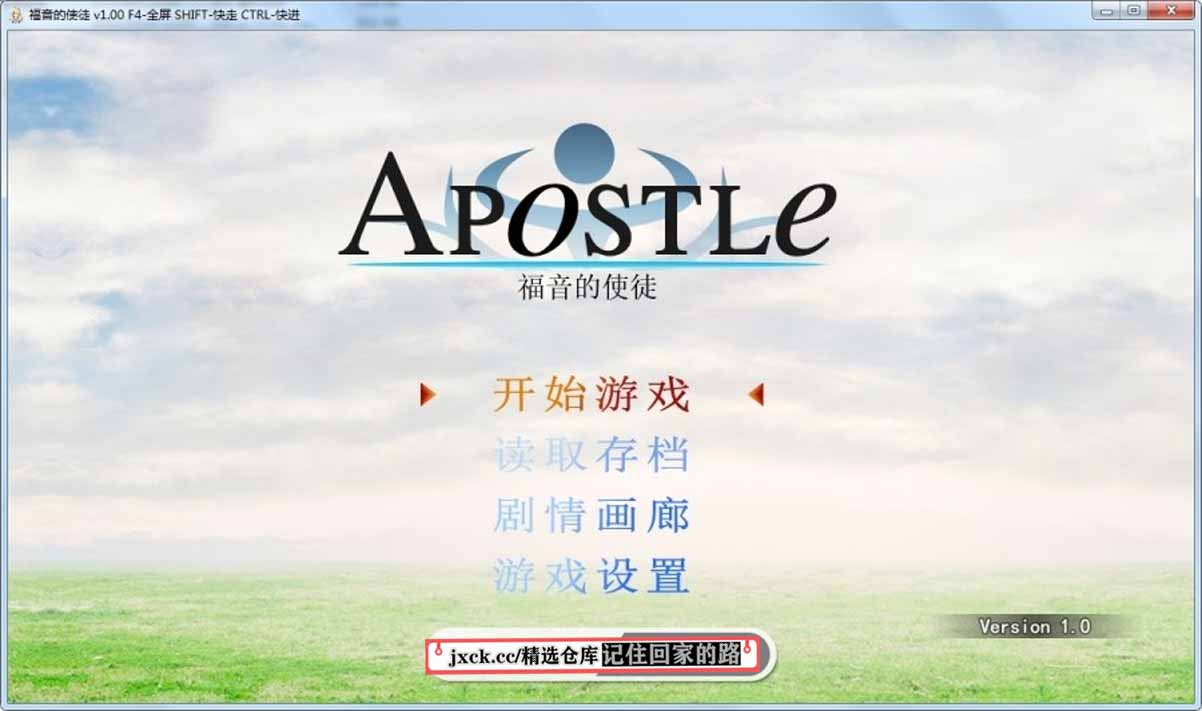 福音的使徒 v1.00 F4-全屏 SHIFT-快走 CTRL-快进
APOSTLe
福音的使徒
开始游戏
读取存档
剧情画廊
游戏设置
Version 1.0
jxck.cc/精选仓库 记住回家的路